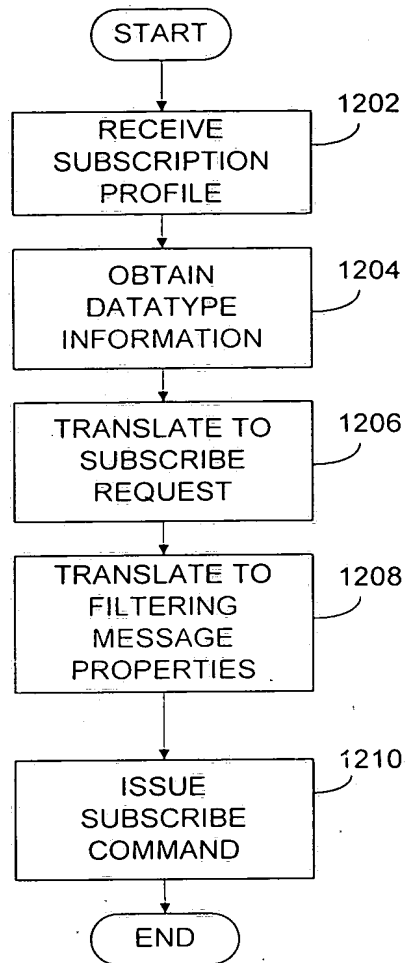 START
1202
RECEIVE
SUBSCRIPTION
PROFILE
1204
OBTAIN
DATATYPE
INFORMATION
1206
TRANSLATE TO
SUBSCRIBE
REQUEST
1208
TRANSLATE TO
FILTERING
MESSAGE
PROPERTIES
1210
ISSUE
SUBSCRIBE
COMMAND
END